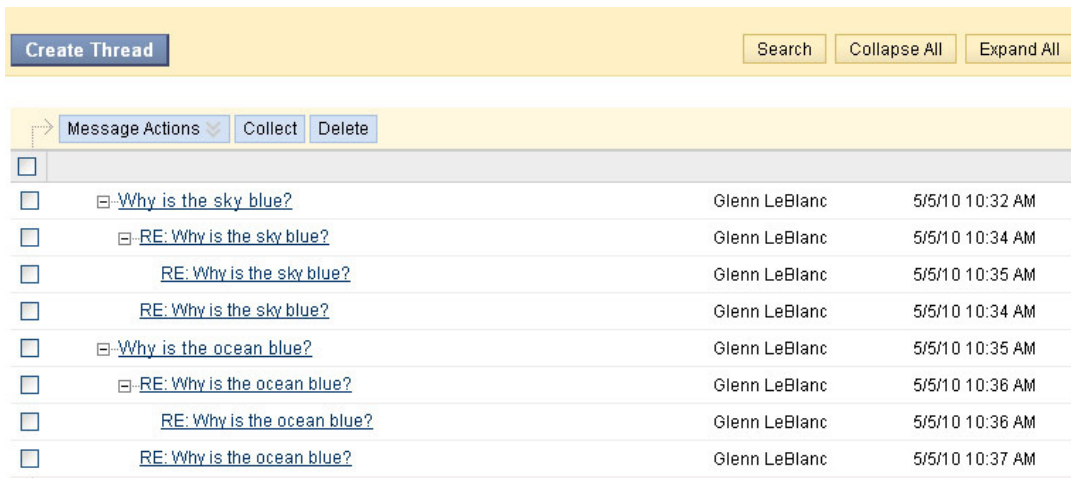 Create Thread Search Collapse All Expand All
Message Actions Collect Delete
Why is the sky blue? Glenn LeBlanc 5/5/10 10:32 AM
RE: Why is the sky blue? Glenn LeBlanc 5/5/10 10:34 AM
RE: Why is the sky blue? Glenn LeBlanc 5/5/10 10:35 AM
RE: Why is the sky blue? Glenn LeBlanc 5/5/10 10:34 AM
Why is the ocean blue? Glenn LeBlanc 5/5/10 10:35 AM
RE: Why is the ocean blue? Glenn LeBlanc 5/5/10 10:36 AM
RE: Why is the ocean blue? Glenn LeBlanc 5/5/10 10:36 AM
RE: Why is the ocean blue? Glenn LeBlanc 5/5/10 10:37 AM